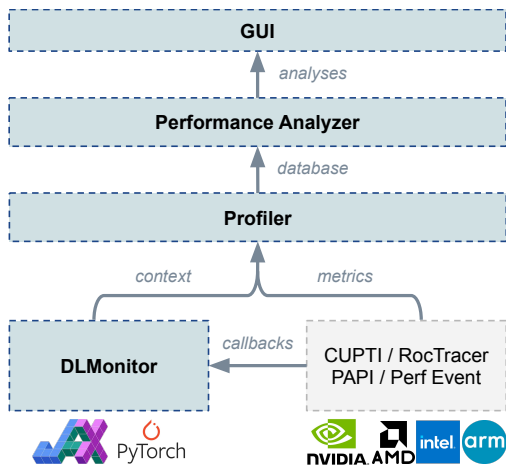 GUI
analyses
Performance Analyzer
database
Profiler
context
metrics
DLMonitor
callbacks
CUPTI / RocTracer
PAPI / Perf Event
JAX
PyTorch
NVIDIA.
AMD
intel.
arm